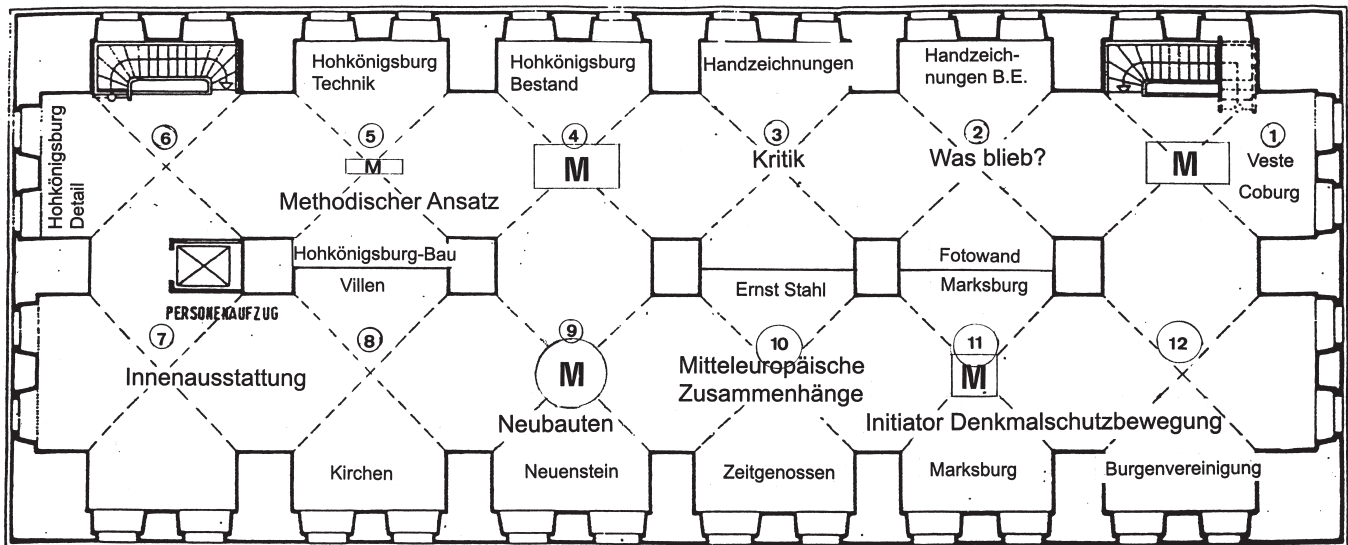 Hohkönigsburg
Technik
Hohkönigsburg
Bestand
Handzeichnungen
Handzeich-
nungen B.E.
Hohkönigsburg
Detail
6
5
4
3
2
1
M
M
Kritik
Was blieb?
M
Veste
Coburg
Methodischer Ansatz
Hohkönigsburg-Bau
Villen
Ernst Stahl
Fotowand
Marksburg
PERSONENAUFZUG
7
8
9
10
11
12
Innenausstattung
M
Mitteleuropäische
Zusammenhänge
M
Neubauten
Initiator Denkmalschutzbewegung
Kirchen
Neuenstein
Zeitgenossen
Marksburg
Burgenvereinigung